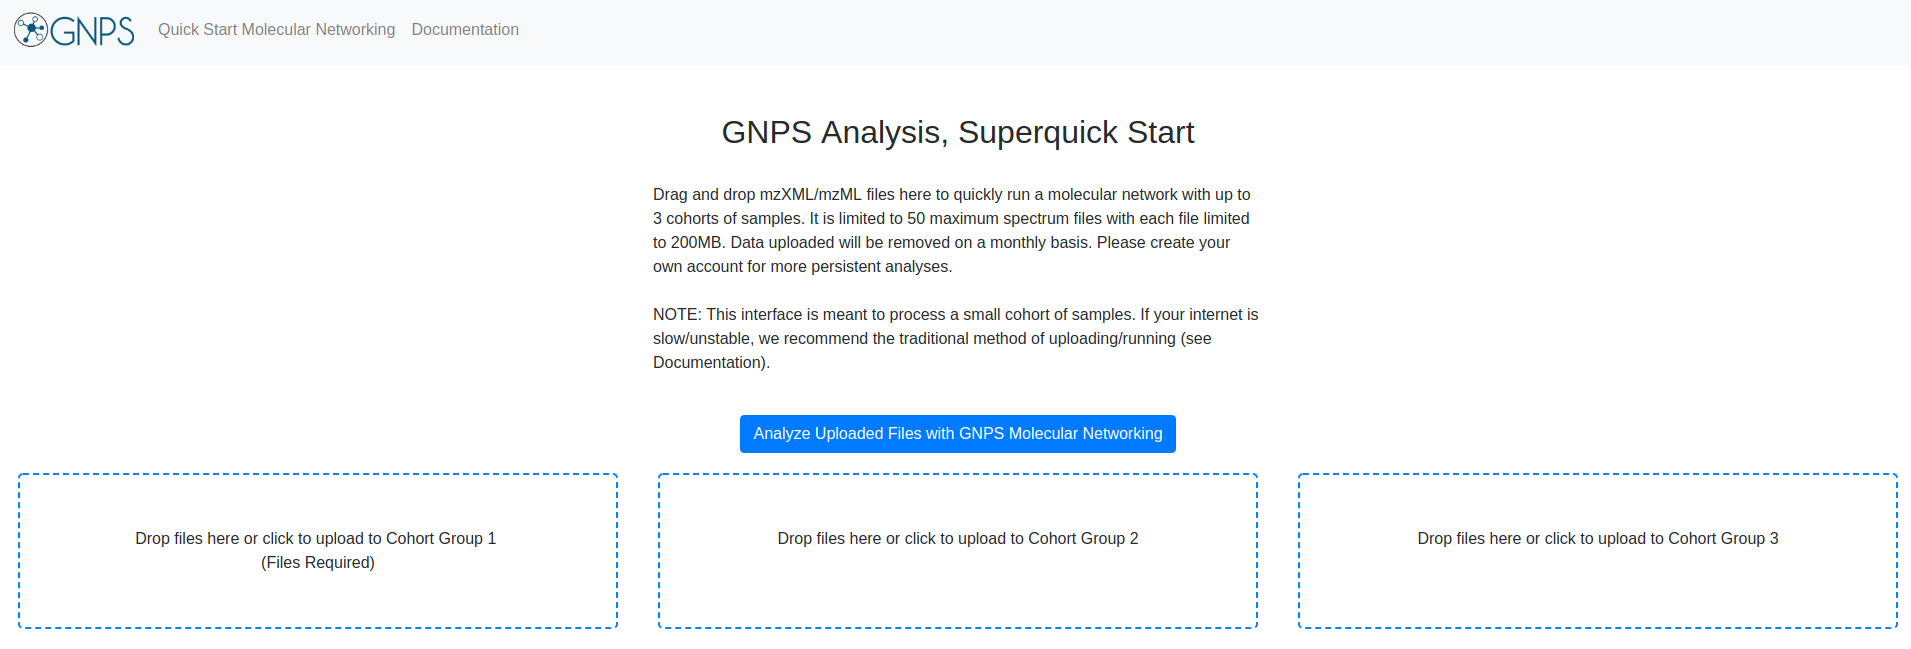 GNPS Quick Start Molecular Networking Documentation
GNPS Analysis, Superquick Start
Drag and drop mzXML/mzML files here to quickly run a molecular network with up to
3 cohorts of samples. It is limited to 50 maximum spectrum files with each file limited
to 200MB. Data uploaded will be removed on a monthly basis. Please create your
own account for more persistent analyses.
NOTE: This interface is meant to process a small cohort of samples. If your internet is
slow/unstable, we recommend the traditional method of uploading/running (see
Documentation).
Analyze Uploaded Files with GNPS Molecular Networking
Drop files here or click to upload to Cohort Group 1
(Files Required)
Drop files here or click to upload to Cohort Group 2
Drop files here or click to upload to Cohort Group 3